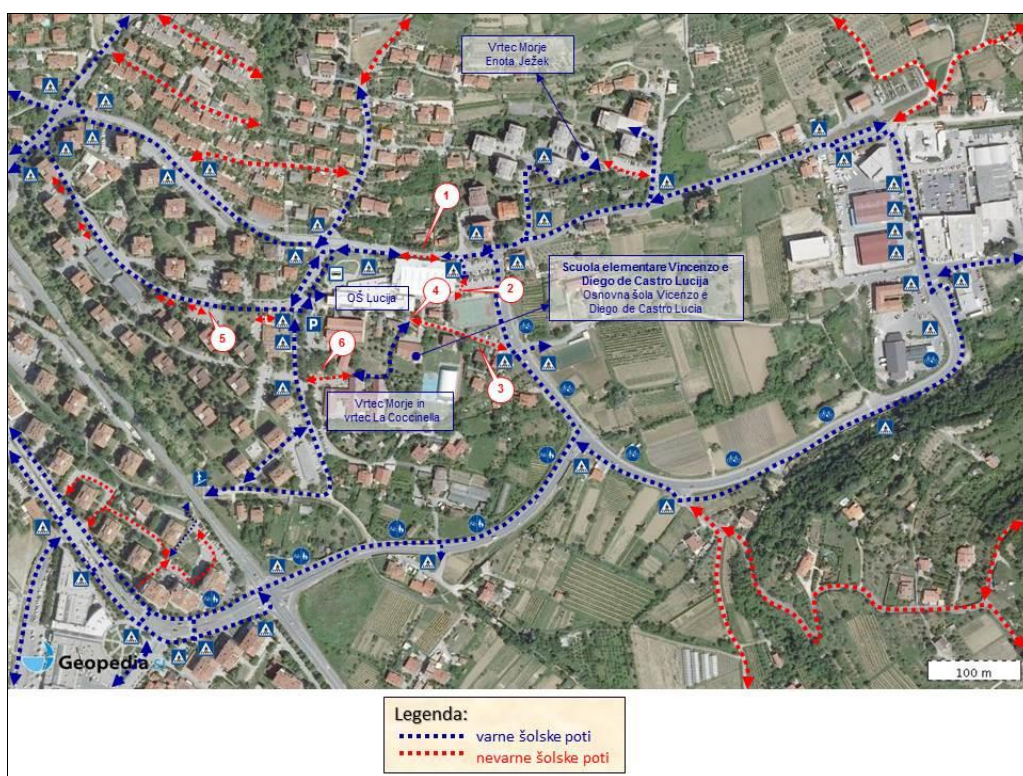 Vrtec Morje
Enota Ježek
1
2
Scuola elementare Vincenzo e
Diego de Castro Lucija
Osnovna šola Vicenzo e
Diego de Castro Lucia
OŠ Lucija
4
P
5
6
3
Vrtec Morje in
vrtec La Coccinella
Geopedia.si
100 m
Legenda:
varne šolske poti
nevarne šolske poti